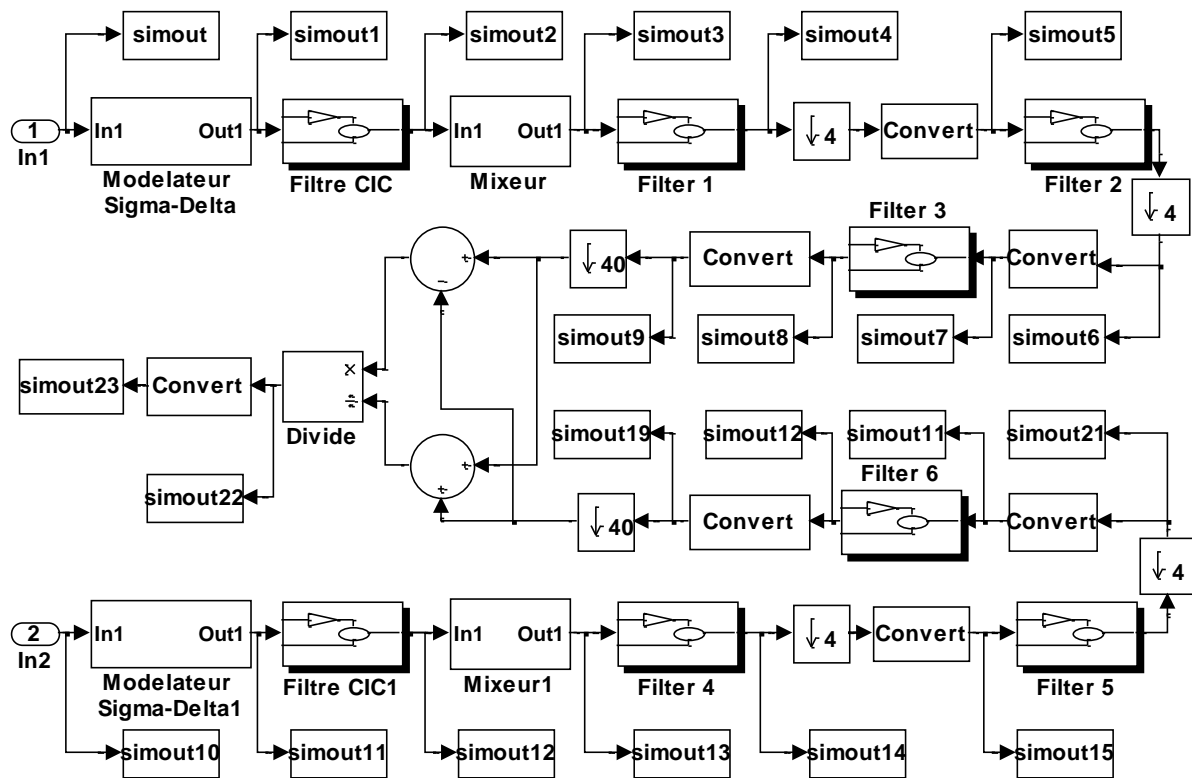 simout
simout1
simout2
simout3
simout4
simout5
1
In1
In1 Out1
Modelateur
Sigma-Delta
Filtre CIC
In1 Out1
Mixeur
Filter 1
4
Convert
Filter 2
4
Filter 3
Convert
Convert
40
+
−
simout9
simout8
simout7
simout6
simout23
Convert
×
÷
Divide
simout22
simout19
simout12
simout11
simout21
Filter 6
+
+
40
Convert
Convert
4
2
In2
In1 Out1
Modelateur
Sigma-Delta1
Filtre CIC1
In1 Out1
Mixeur1
Filter 4
4
Convert
Filter 5
simout10
simout11
simout12
simout13
simout14
simout15